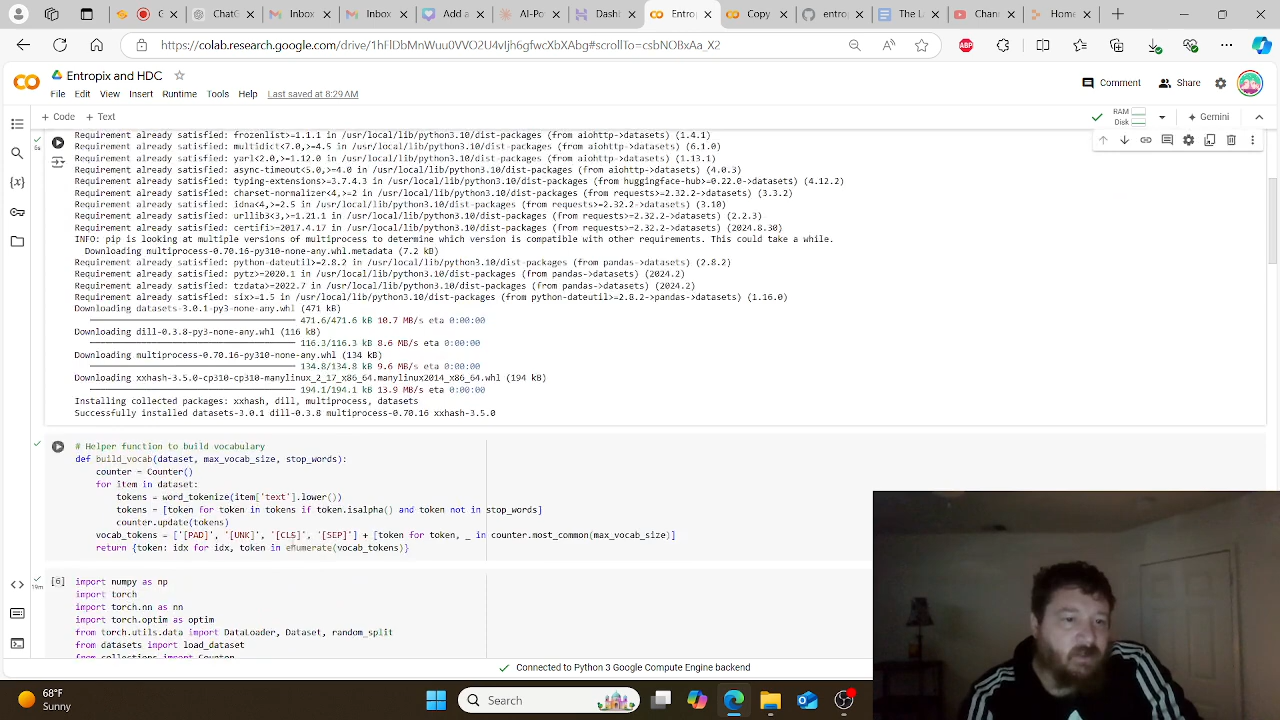 G
ChatG
Inbox
Inbox
Add a
AI-Po
Dashb
Entrop
Copy
entro
The L
Chann
Home
https://colab.research.google.com/drive/1hFlDbMnWuu0VVO2U4vIjh6gfwcXnXAbg#scrollTo=csbNOBxAa_X2
ABP
Entropix and HDC
File Edit View Insert Runtime Tools Help Last saved at 8:29 AM
Comment Share
+ Code + Text
RAM
Disk
Gemini
6s
Requirement already satisfied: frozenlist>=1.1.1 in /usr/local/lib/python3.10/dist-packages (from aiohttp->datasets) (1.4.1)
Requirement already satisfied: multidict<7.0,>=4.5 in /usr/local/lib/python3.10/dist-packages (from aiohttp->datasets) (6.1.0)
Requirement already satisfied: yarl<2.0,>=1.12.0 in /usr/local/lib/python3.10/dist-packages (from aiohttp->datasets) (1.13.1)
Requirement already satisfied: async-timeout<5.0,>=4.0 in /usr/local/lib/python3.10/dist-packages (from aiohttp->datasets) (4.0.3)
Requirement already satisfied: typing-extensions>=3.7.4.3 in /usr/local/lib/python3.10/dist-packages (from huggingface-hub>=0.22.0->datasets) (4.12.2)
Requirement already satisfied: charset-normalizer<4,>=2 in /usr/local/lib/python3.10/dist-packages (from requests>=2.32.2->datasets) (3.3.2)
Requirement already satisfied: idna<4,>=2.5 in /usr/local/lib/python3.10/dist-packages (from requests>=2.32.2->datasets) (3.10)
Requirement already satisfied: urllib3<3,>=1.21.1 in /usr/local/lib/python3.10/dist-packages (from requests>=2.32.2->datasets) (2.2.3)
Requirement already satisfied: certifi>=2017.4.17 in /usr/local/lib/python3.10/dist-packages (from requests>=2.32.2->datasets) (2024.8.30)
INFO: pip is looking at multiple versions of multiprocess to determine which version is compatible with other requirements. This could take a while.
Downloading multiprocess-0.70.16-py310-none-any.whl.metadata (7.2 kB)
Requirement already satisfied: python-dateutil>=2.8.2 in /usr/local/lib/python3.10/dist-packages (from pandas->datasets) (2.8.2)
Requirement already satisfied: pytz>=2020.1 in /usr/local/lib/python3.10/dist-packages (from pandas->datasets) (2024.2)
Requirement already satisfied: tzdata>=2022.7 in /usr/local/lib/python3.10/dist-packages (from pandas->datasets) (2024.2)
Requirement already satisfied: six>=1.5 in /usr/local/lib/python3.10/dist-packages (from python-dateutil>=2.8.2->pandas->datasets) (1.16.0)
Downloading datasets-3.0.1-py3-none-any.whl (471 kB)
471.6/471.6 kB 10.7 MB/s eta 0:00:00
Downloading dill-0.3.8-py3-none-any.whl (116 kB)
116.3/116.3 kB 8.6 MB/s eta 0:00:00
Downloading multiprocess-0.70.16-py310-none-any.whl (134 kB)
134.8/134.8 kB 9.6 MB/s eta 0:00:00
Downloading xxhash-3.5.0-cp310-cp310-manylinux_2_17_x86_64.manylinux2014_x86_64.whl (194 kB)
194.1/194.1 kB 13.9 MB/s eta 0:00:00
Installing collected packages: xxhash, dill, multiprocess, datasets
Successfully installed datasets-3.0.1 dill-0.3.8 multiprocess-0.70.16 xxhash-3.5.0
# Helper function to build vocabulary
def build_vocab(dataset, max_vocab_size, stop_words):
counter = Counter()
for item in dataset:
tokens = word_tokenize(item['text'].lower())
tokens = [token for token in tokens if token.isalpha() and token not in stop_words]
counter.update(tokens)
vocab_tokens = ['[PAD]', '[UNK]', '[CLS]', '[SEP]'] + [token for token, _ in counter.most_common(max_vocab_size)]
return {token: idx for idx, token in enumerate(vocab_tokens)}
[6]
19m
import numpy as np
import torch
import torch.nn as nn
import torch.optim as optim
from torch.utils.data import DataLoader, Dataset, random_split
from datasets import load_dataset
from collections import Counter
Connected to Python 3 Google Compute Engine backend
68°F
Sunny
Search